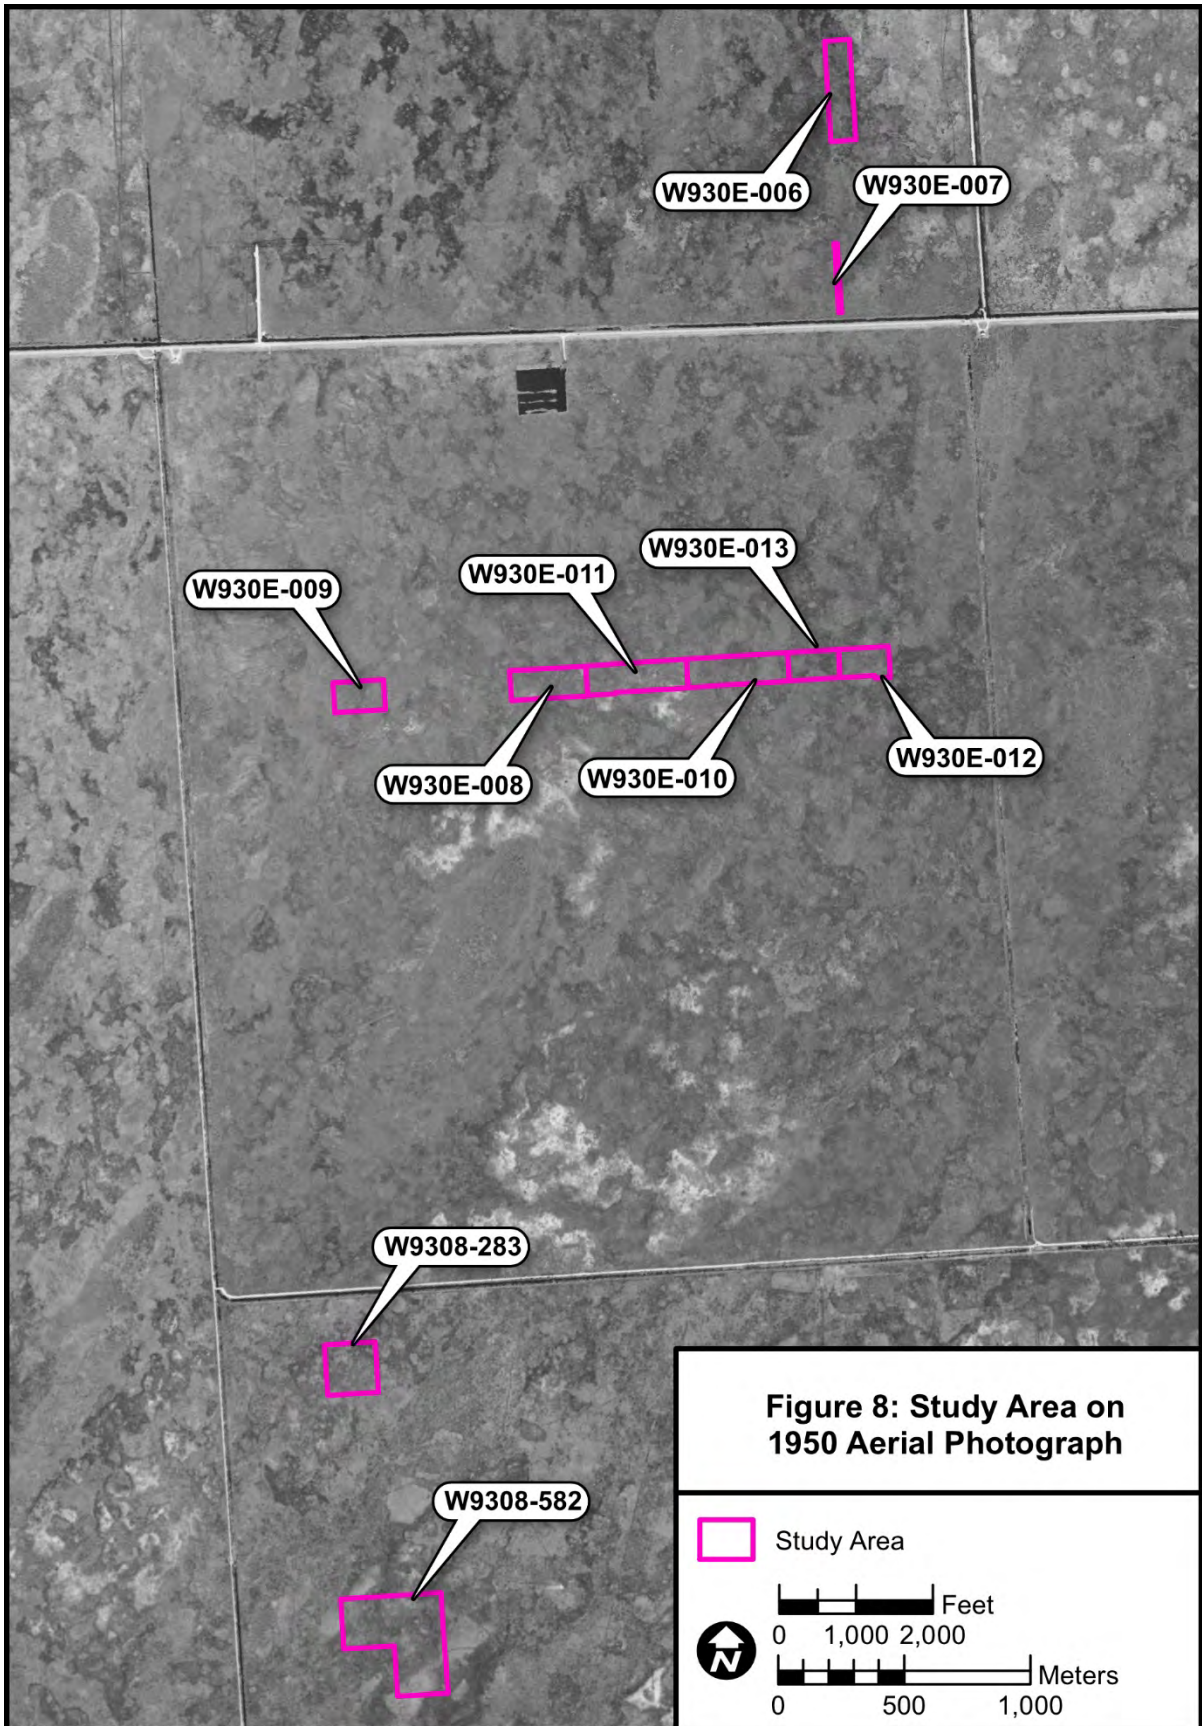 W930E-006
W930E-007
W930E-013
W930E-011
W930E-009
W930E-012
W930E-010
W930E-008
W9308-283
W9308-582
Figure 8: Study Area on
1950 Aerial Photograph
Study Area
Feet
0 1,000 2,000
N
Meters
0 500 1,000